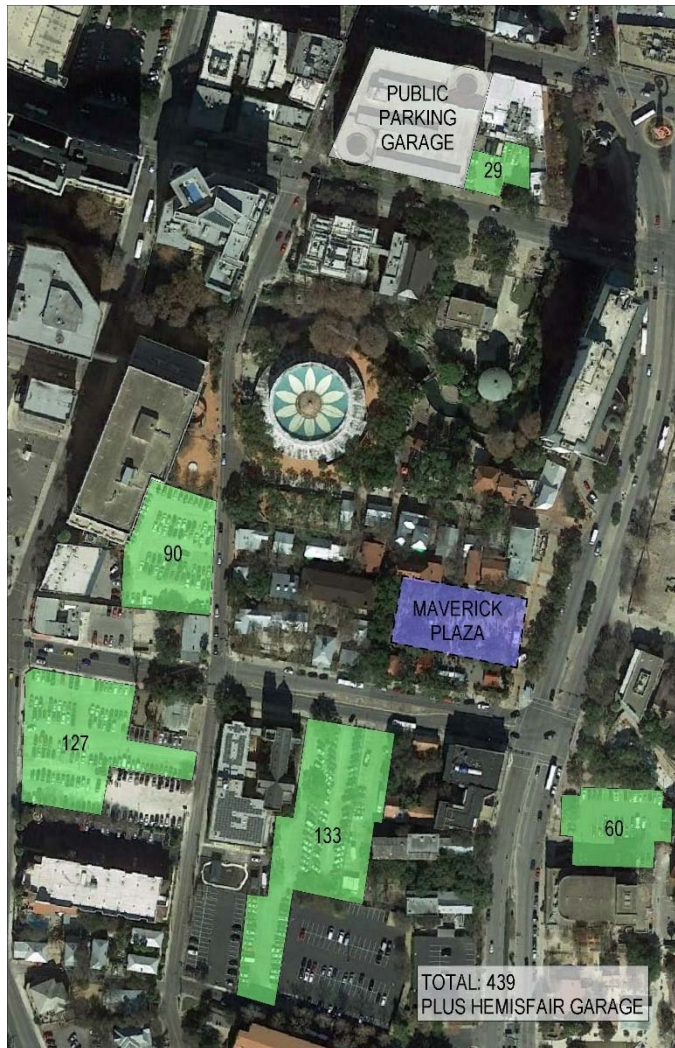 PUBLIC
PARKING
GARAGE
29
90
MAVERICK
PLAZA
127
133
60
TOTAL: 439
PLUS HEMISFAIR GARAGE